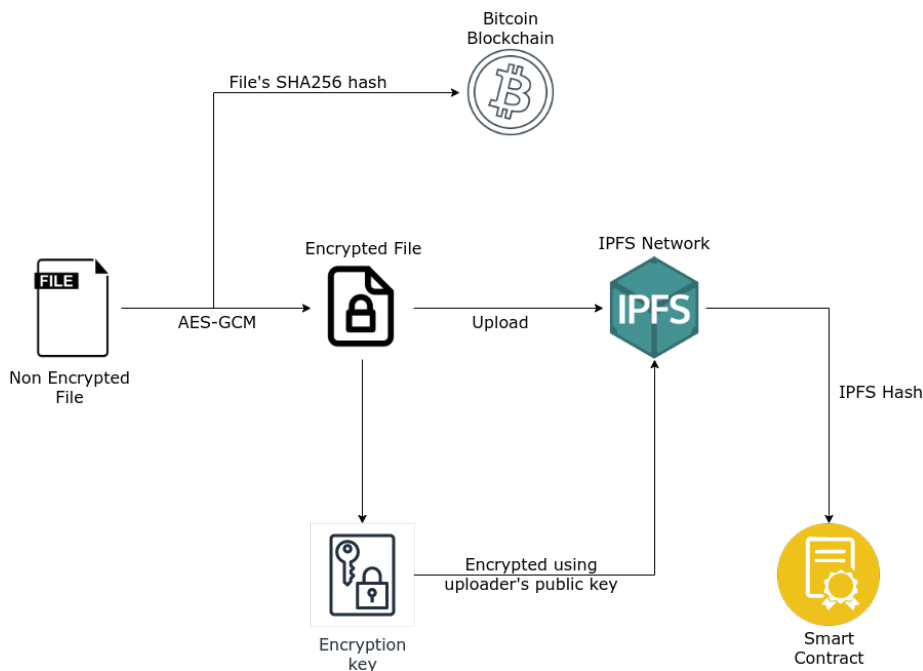 Bitcoin
Blockchain
File's SHA256 hash
Encrypted File
IPFS Network
FILE
IPFS
AES-GCM
Upload
Non Encrypted
File
IPFS Hash
Encrypted using
uploader's public key
Encryption
key
Smart
Contract